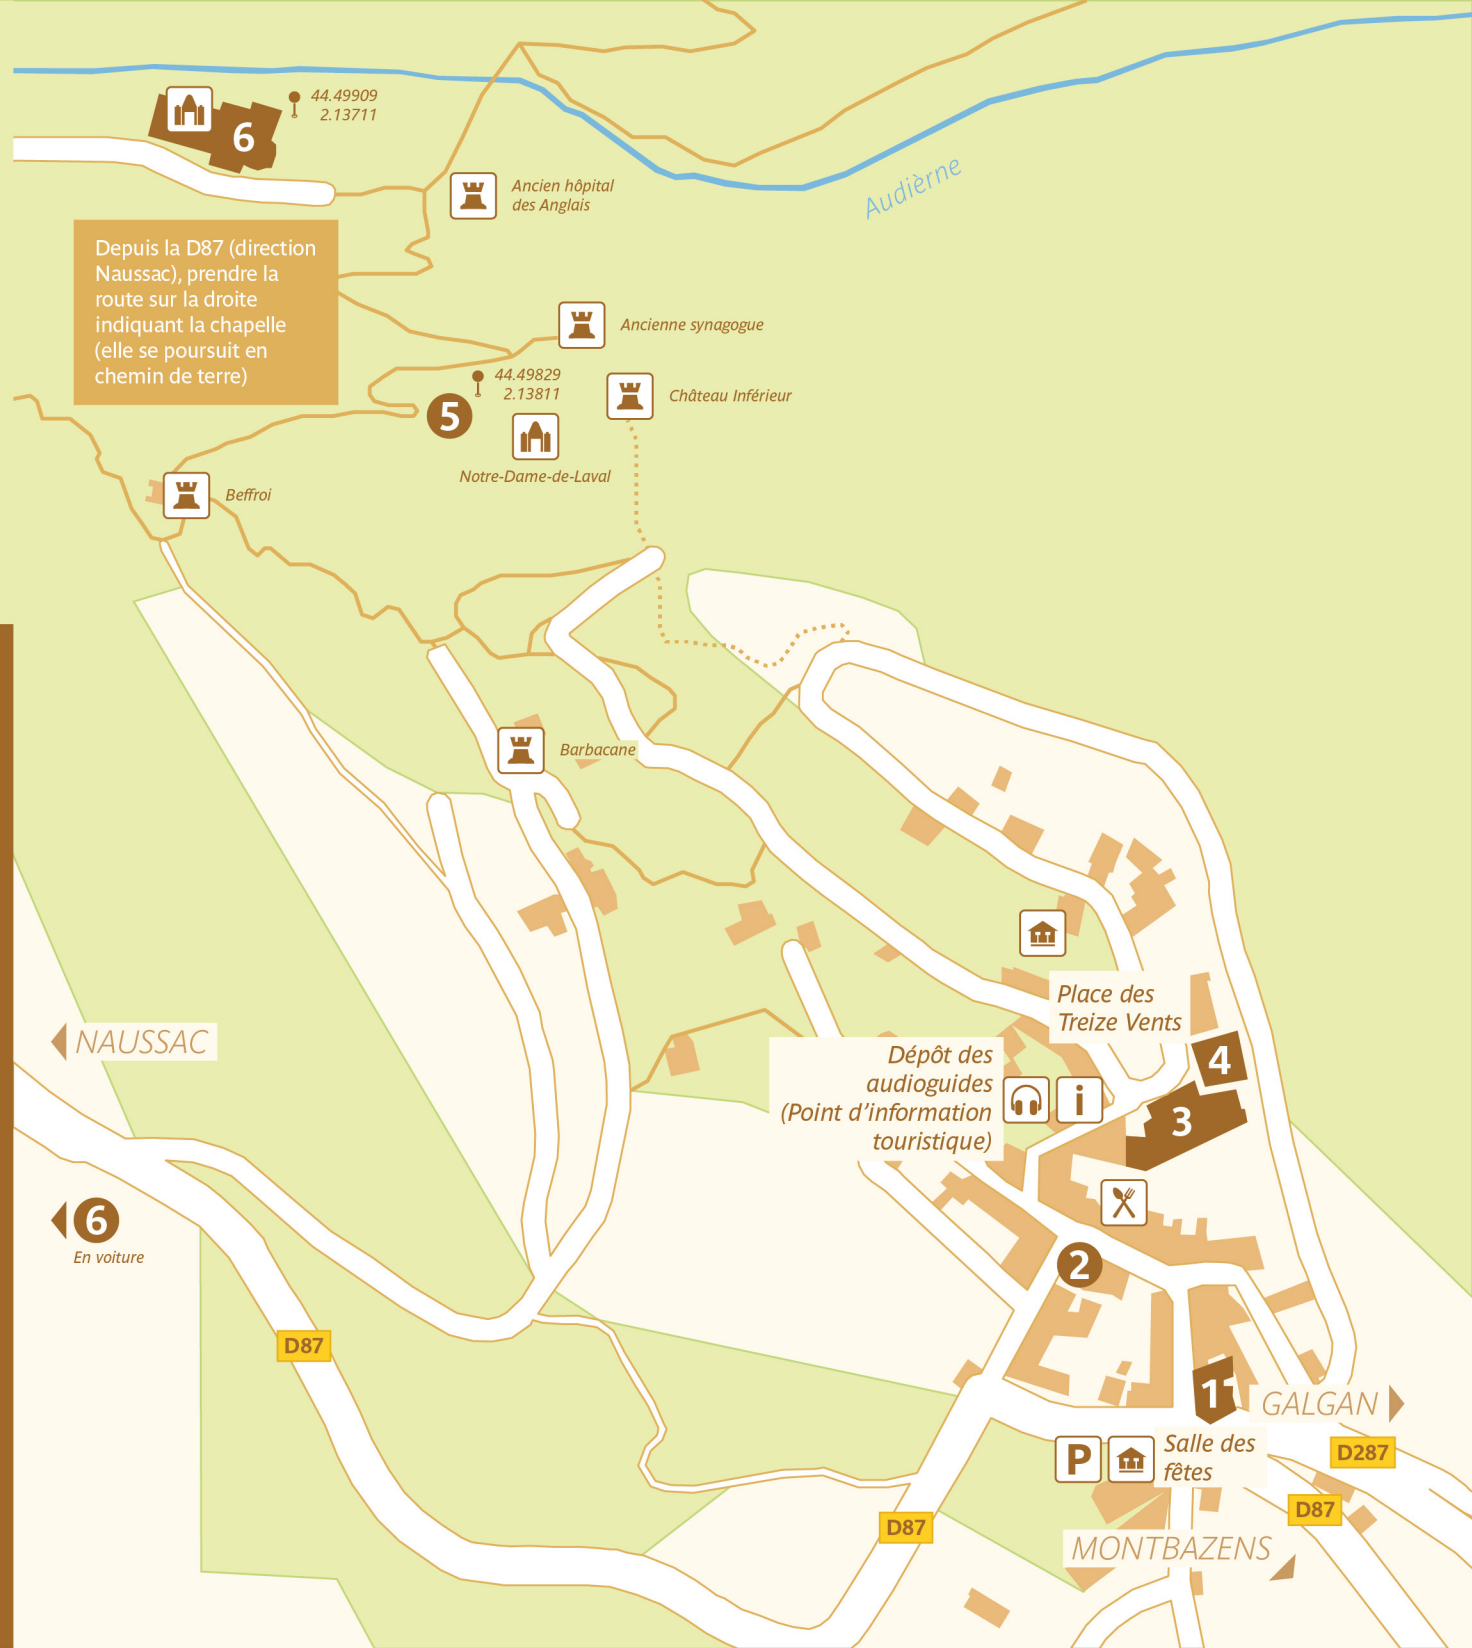 44.49909
2.13711
6
Audièrne
Ancien hôpital
des Anglais
Depuis la D87 (direction
Naussac), prendre la
route sur la droite
indiquant la chapelle
(elle se poursuit en
chemin de terre)
Ancienne synagogue
44.49829
2.13811
5
Château Inférieur
Notre-Dame-de-Laval
Beffroi
Barbacane
Place des
Treize Vents
NAUSSAC
Dépôt des
audioguides
(Point d’information
touristique)
i
4
3
6
En voiture
2
D87
1
GALGAN
P
Salle des
fêtes
D287
D87
D87
MONTBAZENS